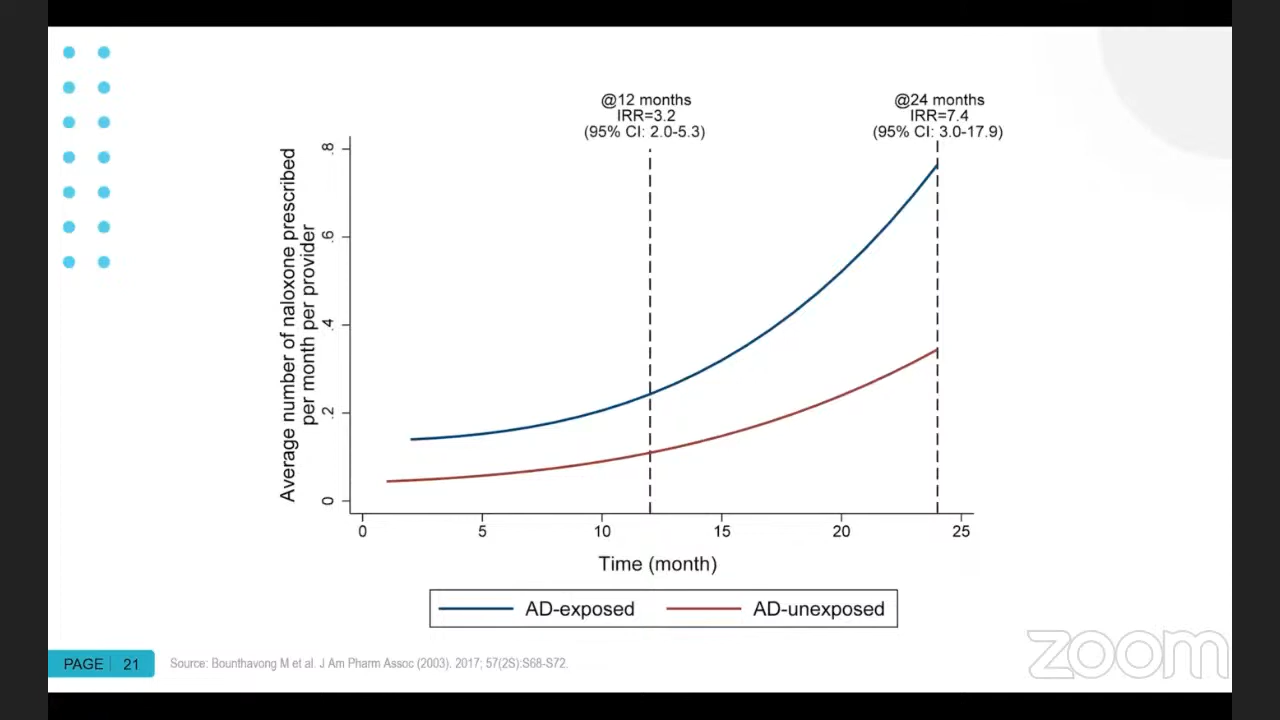 @12 months
IRR=3.2
(95% CI: 2.0-5.3)
@24 months
IRR=7.4
(95% CI: 3.0-17.9)
Average number of naloxone prescribed
per month per provider
.8
.6
.4
.2
0
0 5 10 15 20 25
Time (month)
AD-exposed AD-unexposed
PAGE 21
Source: Bounthavong M et al. J Am Pharm Assoc (2003). 2017; 57(2S):S68-S72.
zoom